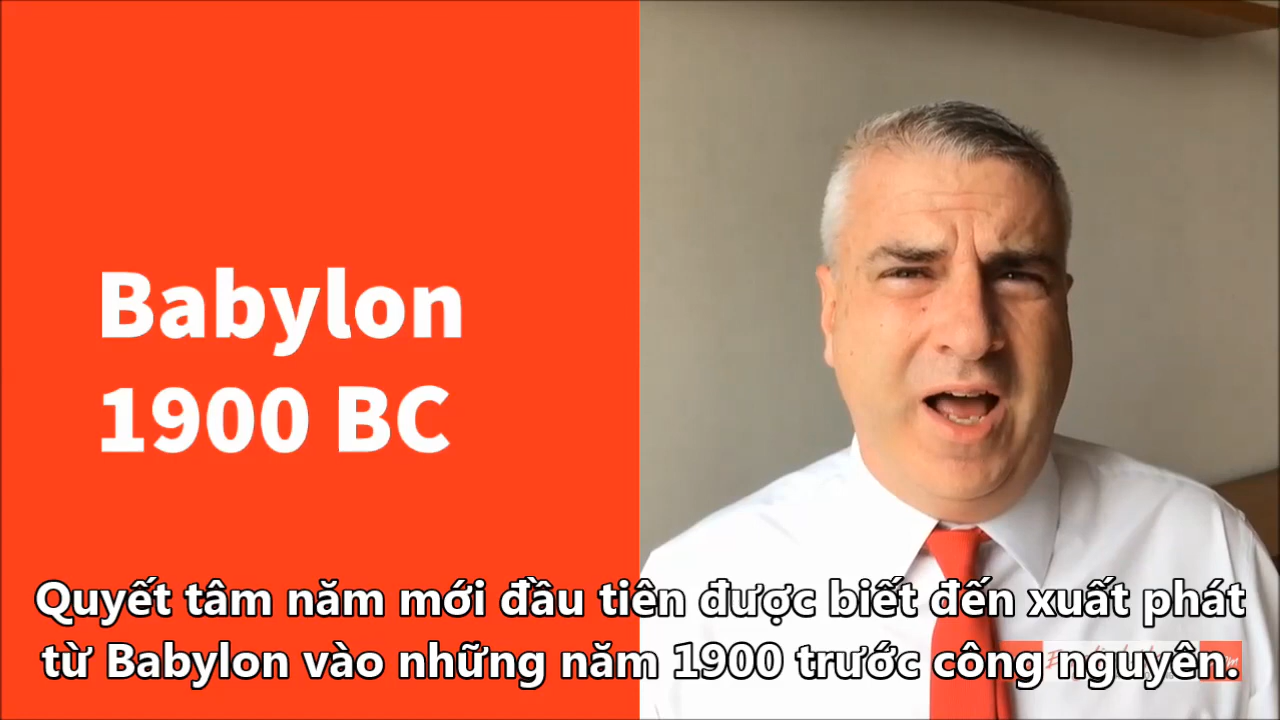 Babylon
1900 BC
Quyết tâm năm mới đầu tiên được biết đến xuất phát
từ Babylon vào những năm 1900 trước công nguyên.